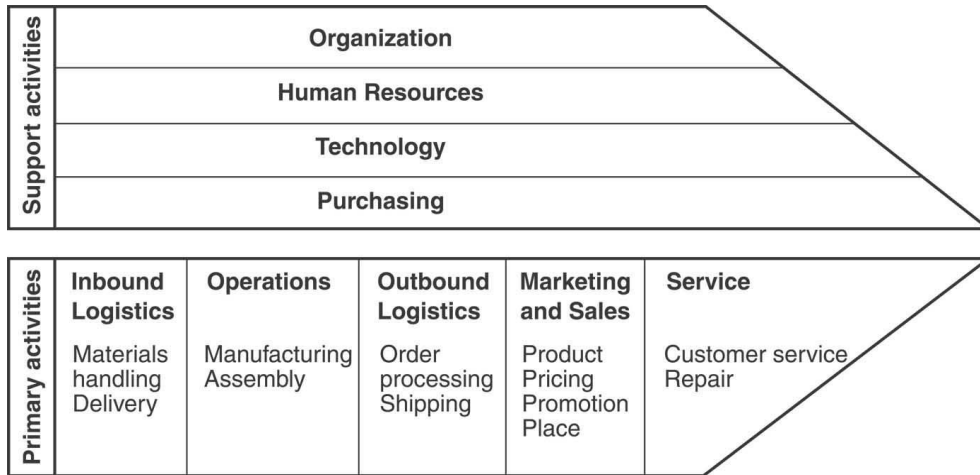 Support activities
Organization
Human Resources
Technology
Purchasing
Primary activities
Inbound
Logistics
Materials
handling
Delivery
Operations
Manufacturing
Assembly
Outbound
Logistics
Order
processing
Shipping
Marketing
and Sales
Product
Pricing
Promotion
Place
Service
Customer service
Repair